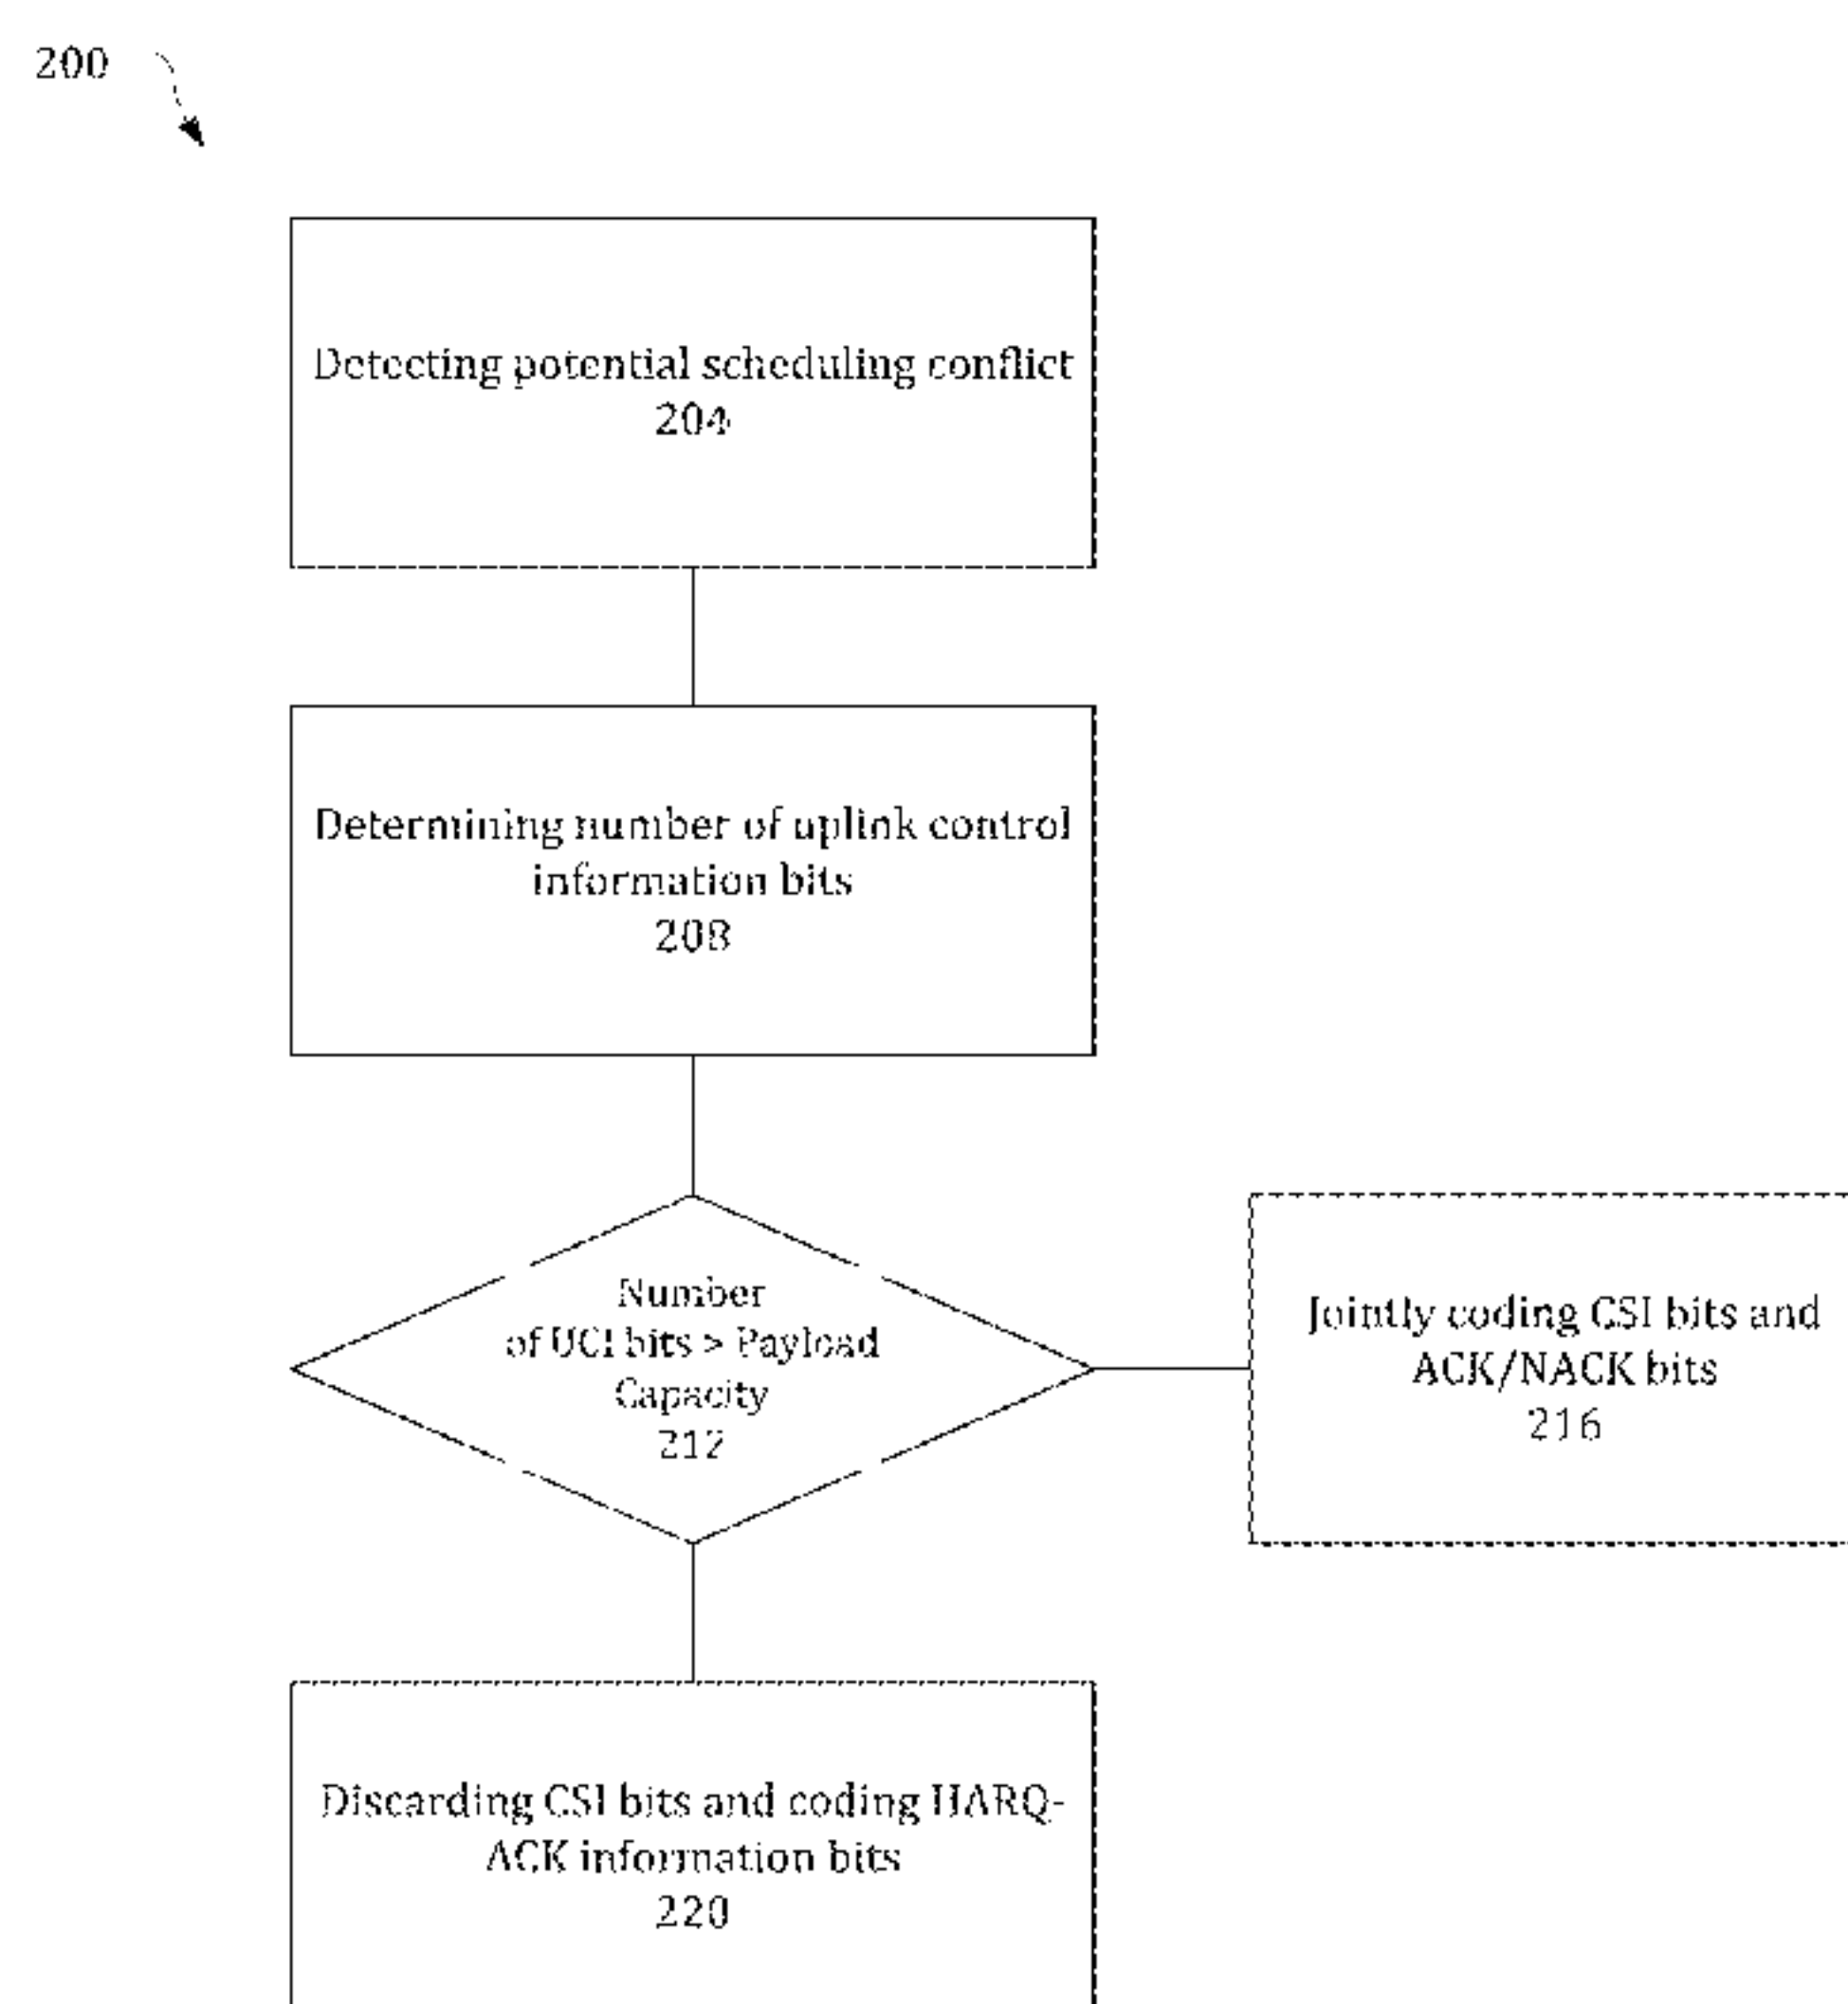 200
Detecting potential scheduling conflict
204
Determining number of uplink control
information bits
208
Number
of UCI bits > Payload
Capacity
212
Jointly coding CSI bits and
ACK/NACK bits
216
Discarding CSI bits and coding HARQ-
ACK information bits
220